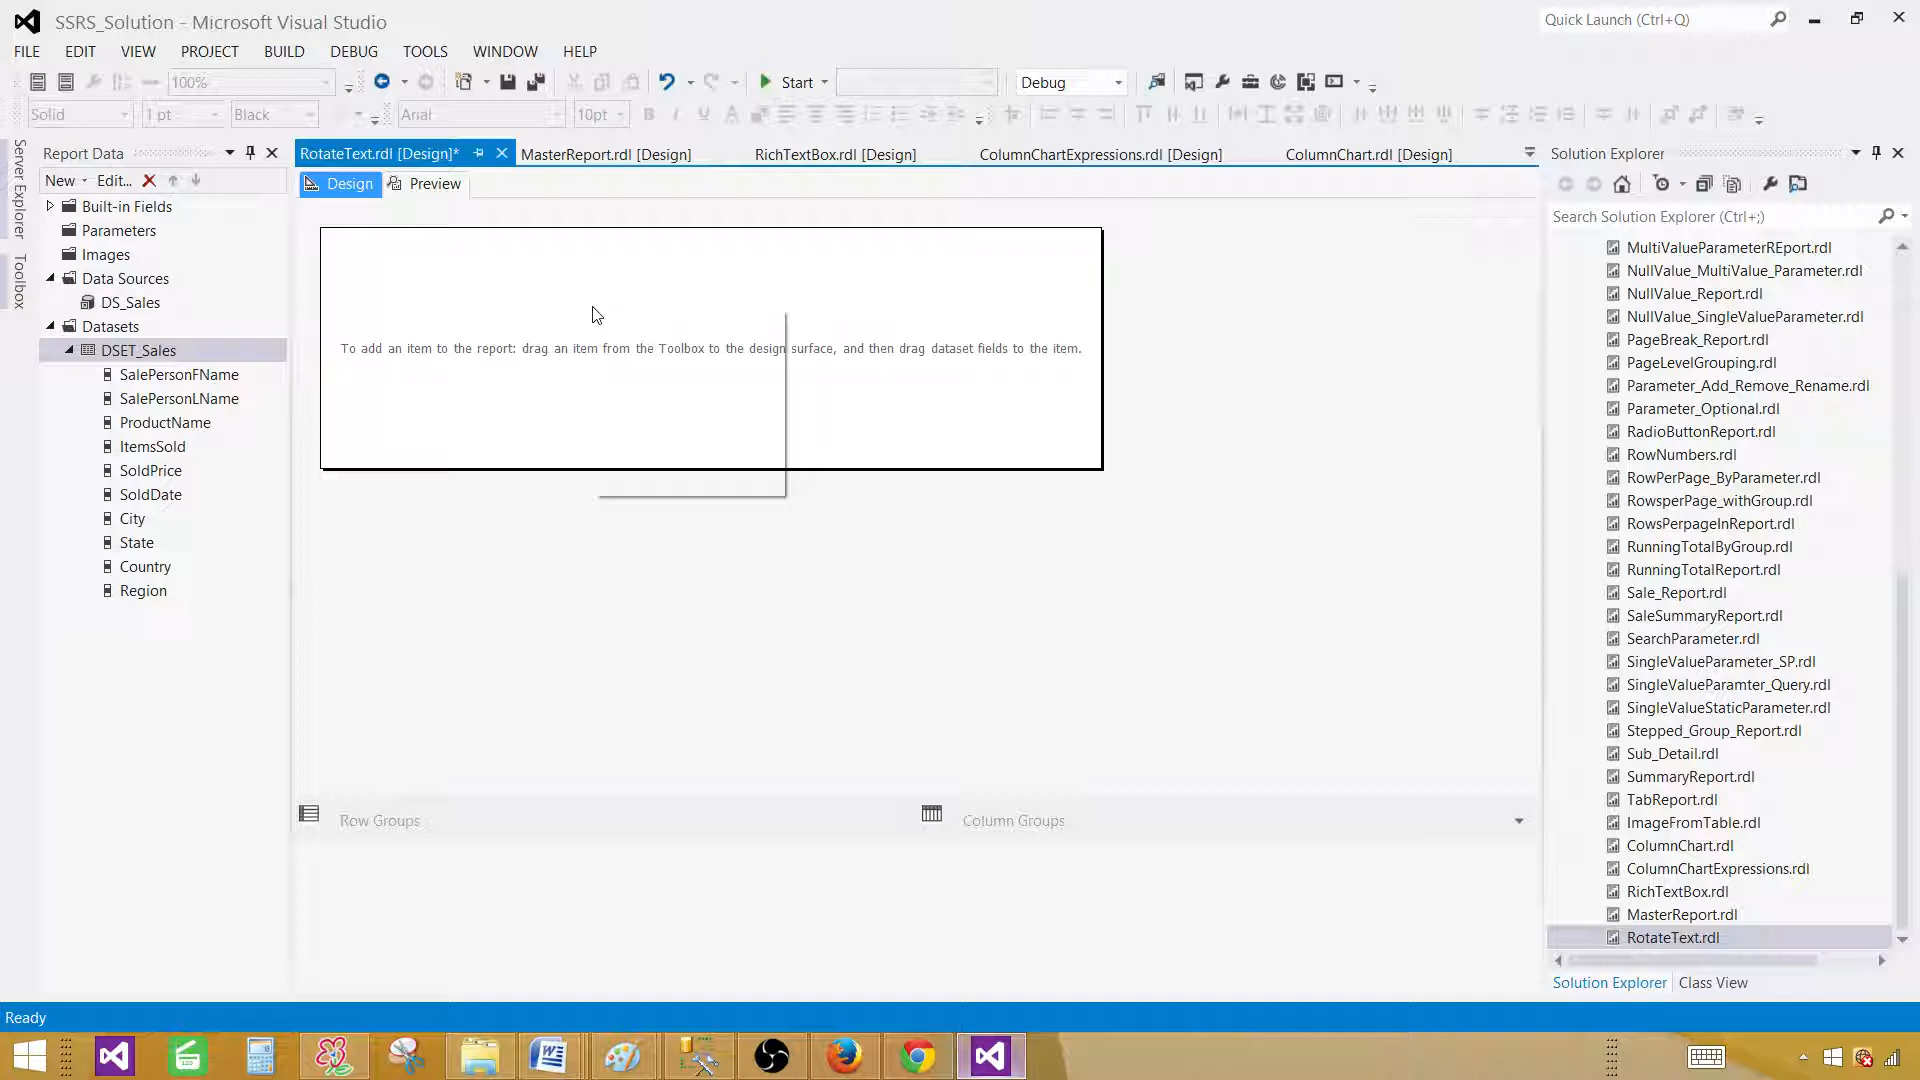 SSRS_Solution - Microsoft Visual Studio
Quick Launch (Ctrl+Q)
FILE EDIT VIEW PROJECT BUILD DEBUG TOOLS WINDOW HELP
100% Start Debug
Solid 1 pt Black Arial 10pt B I U A
Server Explorer
Toolbox
Report Data
New Edit...
Built-in Fields
Parameters
Images
Data Sources
DS_Sales
Datasets
DSET_Sales
SalePersonFName
SalePersonLName
ProductName
ItemsSold
SoldPrice
SoldDate
City
State
Country
Region
RotateText.rdl [Design]* MasterReport.rdl [Design] RichTextBox.rdl [Design] ColumnChartExpressions.rdl [Design] ColumnChart.rdl [Design]
Design Preview
To add an item to the report: drag an item from the Toolbox to the design surface, and then drag dataset fields to the item.
Row Groups Column Groups
Solution Explorer
Search Solution Explorer (Ctrl+;)
MultiValueParameterREport.rdl
NullValue_MultiValue_Parameter.rdl
NullValue_Report.rdl
NullValue_SingleValueParameter.rdl
PageBreak_Report.rdl
PageLevelGrouping.rdl
Parameter_Add_Remove_Rename.rdl
Parameter_Optional.rdl
RadioButtonReport.rdl
RowNumbers.rdl
RowPerPage_ByParameter.rdl
RowsperPage_withGroup.rdl
RowsPerpageInReport.rdl
RunningTotalByGroup.rdl
RunningTotalReport.rdl
Sale_Report.rdl
SaleSummaryReport.rdl
SearchParameter.rdl
SingleValueParameter_SP.rdl
SingleValueParamter_Query.rdl
SingleValueStaticParameter.rdl
Stepped_Group_Report.rdl
Sub_Detail.rdl
SummaryReport.rdl
TabReport.rdl
ImageFromTable.rdl
ColumnChart.rdl
ColumnChartExpressions.rdl
RichTextBox.rdl
MasterReport.rdl
RotateText.rdl
Solution Explorer Class View
Ready